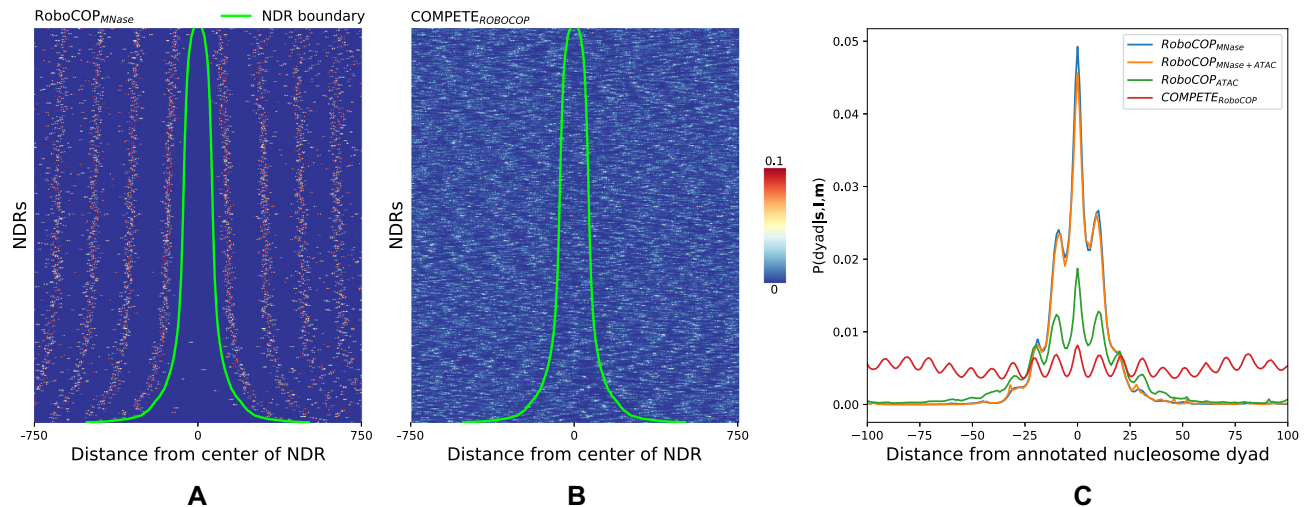 RoboCOP_MNase
NDR boundary
NDRs
-750 0 750
Distance from center of NDR
A
COMPETE_ROBOCOP
NDRs
-750 0 750
Distance from center of NDR
B
0.1
0
RoboCOP_MNase
RoboCOP_MNase+ATAC
RoboCOP_ATAC
COMPETE_RoboCOP
P(dyad|s,l,m)
0.05
0.04
0.03
0.02
0.01
0.00
−100 −75 −50 −25 0 25 50 75 100
Distance from annotated nucleosome dyad
C